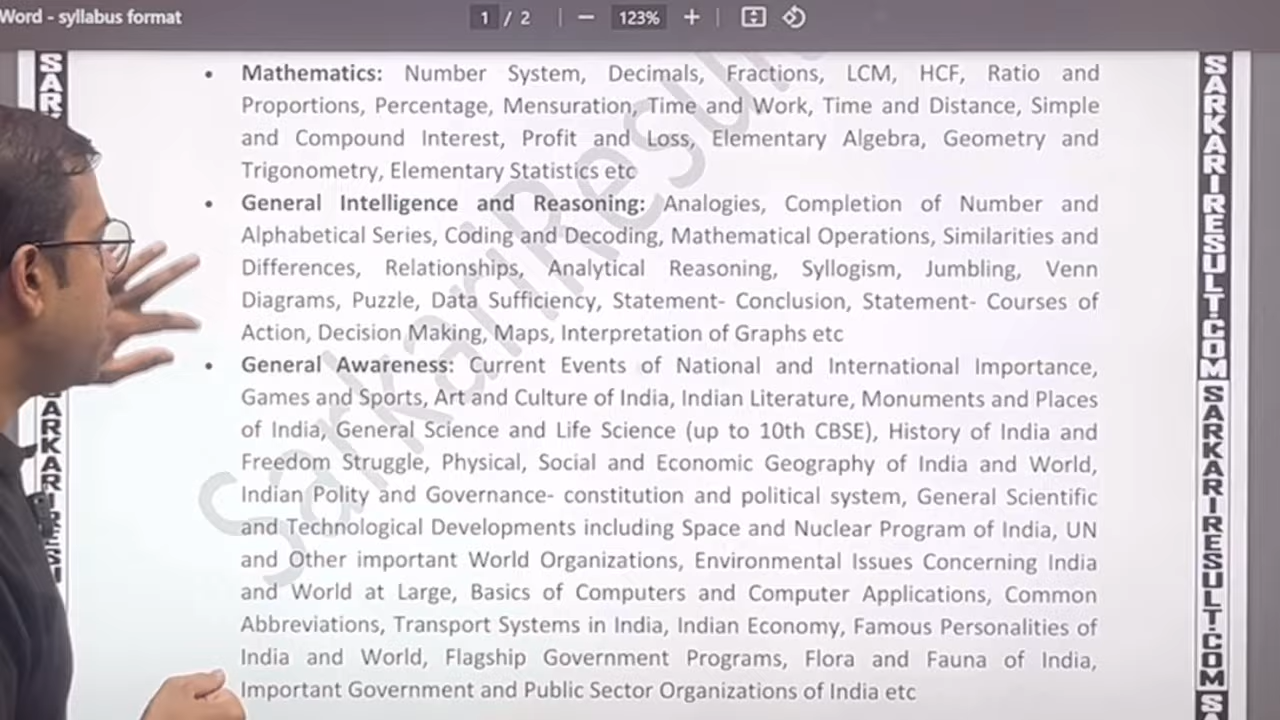 Word - syllabus format
1 / 2
123%
• Mathematics: Number System, Decimals, Fractions, LCM, HCF, Ratio and
Proportions, Percentage, Mensuration, Time and Work, Time and Distance, Simple
and Compound Interest, Profit and Loss, Elementary Algebra, Geometry and
Trigonometry, Elementary Statistics etc
• General Intelligence and Reasoning: Analogies, Completion of Number and
Alphabetical Series, Coding and Decoding, Mathematical Operations, Similarities and
Differences, Relationships, Analytical Reasoning, Syllogism, Jumbling, Venn
Diagrams, Puzzle, Data Sufficiency, Statement- Conclusion, Statement- Courses of
Action, Decision Making, Maps, Interpretation of Graphs etc
• General Awareness: Current Events of National and International Importance,
Games and Sports, Art and Culture of India, Indian Literature, Monuments and Places
of India, General Science and Life Science (up to 10th CBSE), History of India and
Freedom Struggle, Physical, Social and Economic Geography of India and World,
Indian Polity and Governance- constitution and political system, General Scientific
and Technological Developments including Space and Nuclear Program of India, UN
and Other important World Organizations, Environmental Issues Concerning India
and World at Large, Basics of Computers and Computer Applications, Common
Abbreviations, Transport Systems in India, Indian Economy, Famous Personalities of
India and World, Flagship Government Programs, Flora and Fauna of India,
Important Government and Public Sector Organizations of India etc
SarkariResul
SARKARIRESULT.COM SARKARIRESULT.COM SA